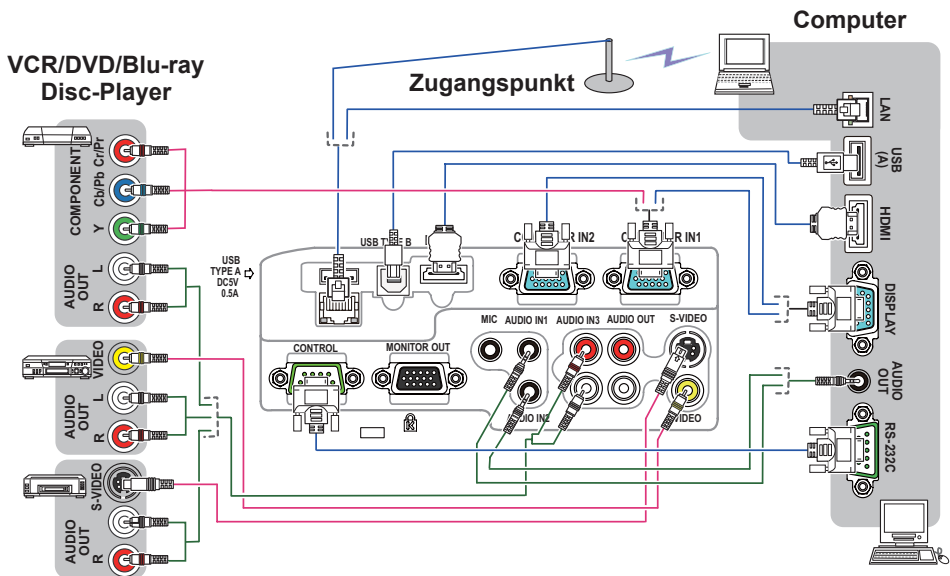 Computer
VCR/DVD/Blu-ray
Disc-Player
Zugangspunkt
COMPONENT
Cr/Pr
Cb/Pb
Y
AUDIO
OUT
L
R
VIDEO
AUDIO
OUT
L
R
S-VIDEO
AUDIO
OUT
R
USB
TYPE A
DC5V
0.5A
USB TYPE B
R IN2
R IN1
MIC
AUDIO IN1
AUDIO IN3
AUDIO OUT
S-VIDEO
CONTROL
MONITOR OUT
IN2
VIDEO
LAN
USB
(A)
HDMI
DISPLAY
AUDIO
OUT
RS-232C